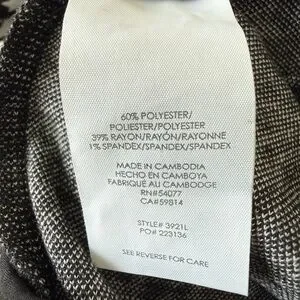 60% POLYESTER/
POLIESTER/POLYESTER
39% RAYON/RAYÓN/RAYONNE
1% SPANDEX/SPANDEX/SPANDEX
MADE IN CAMBODIA
HECHO EN CAMBOYA
FABRIQUÉ AU CAMBODGE
RN#54077
CA#59814
STYLE# 3921L
PO# 223136
SEE REVERSE FOR CARE